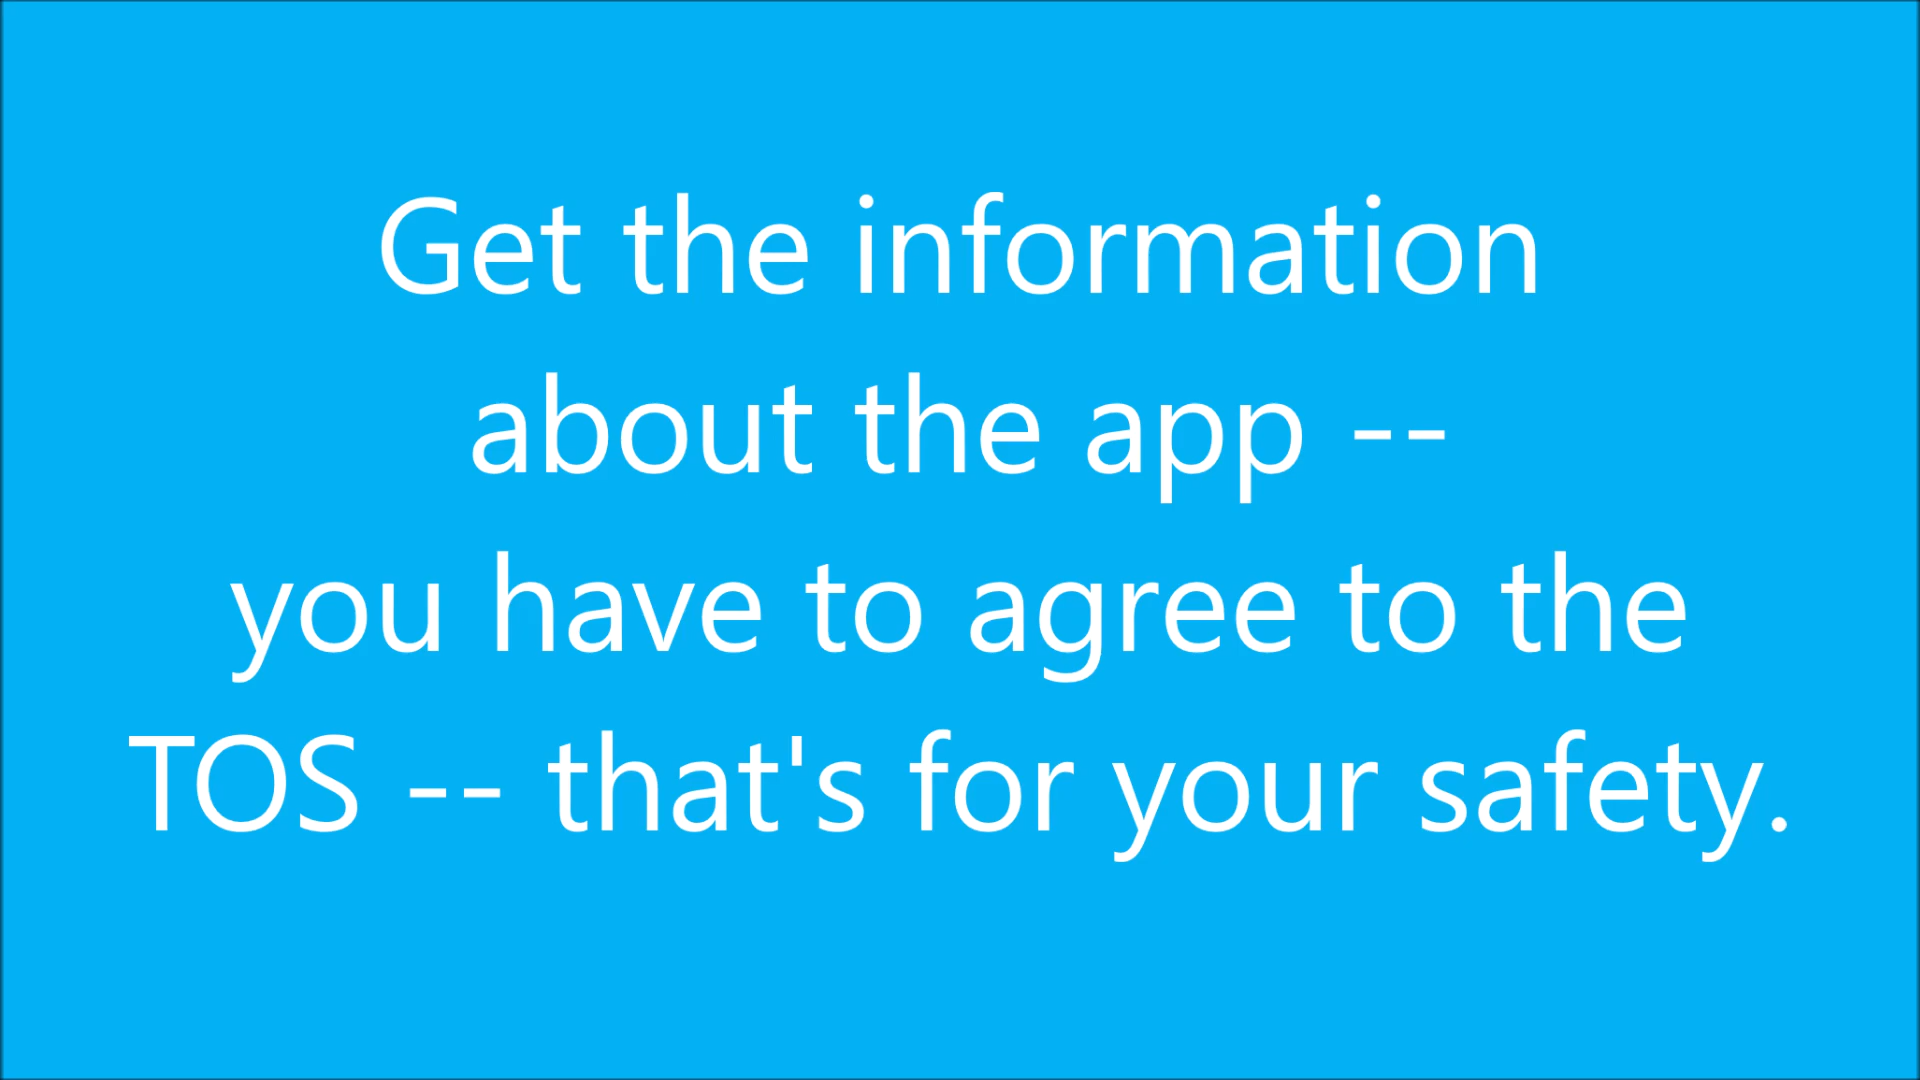 Get the information
about the app --
you have to agree to the
TOS -- that's for your safety.